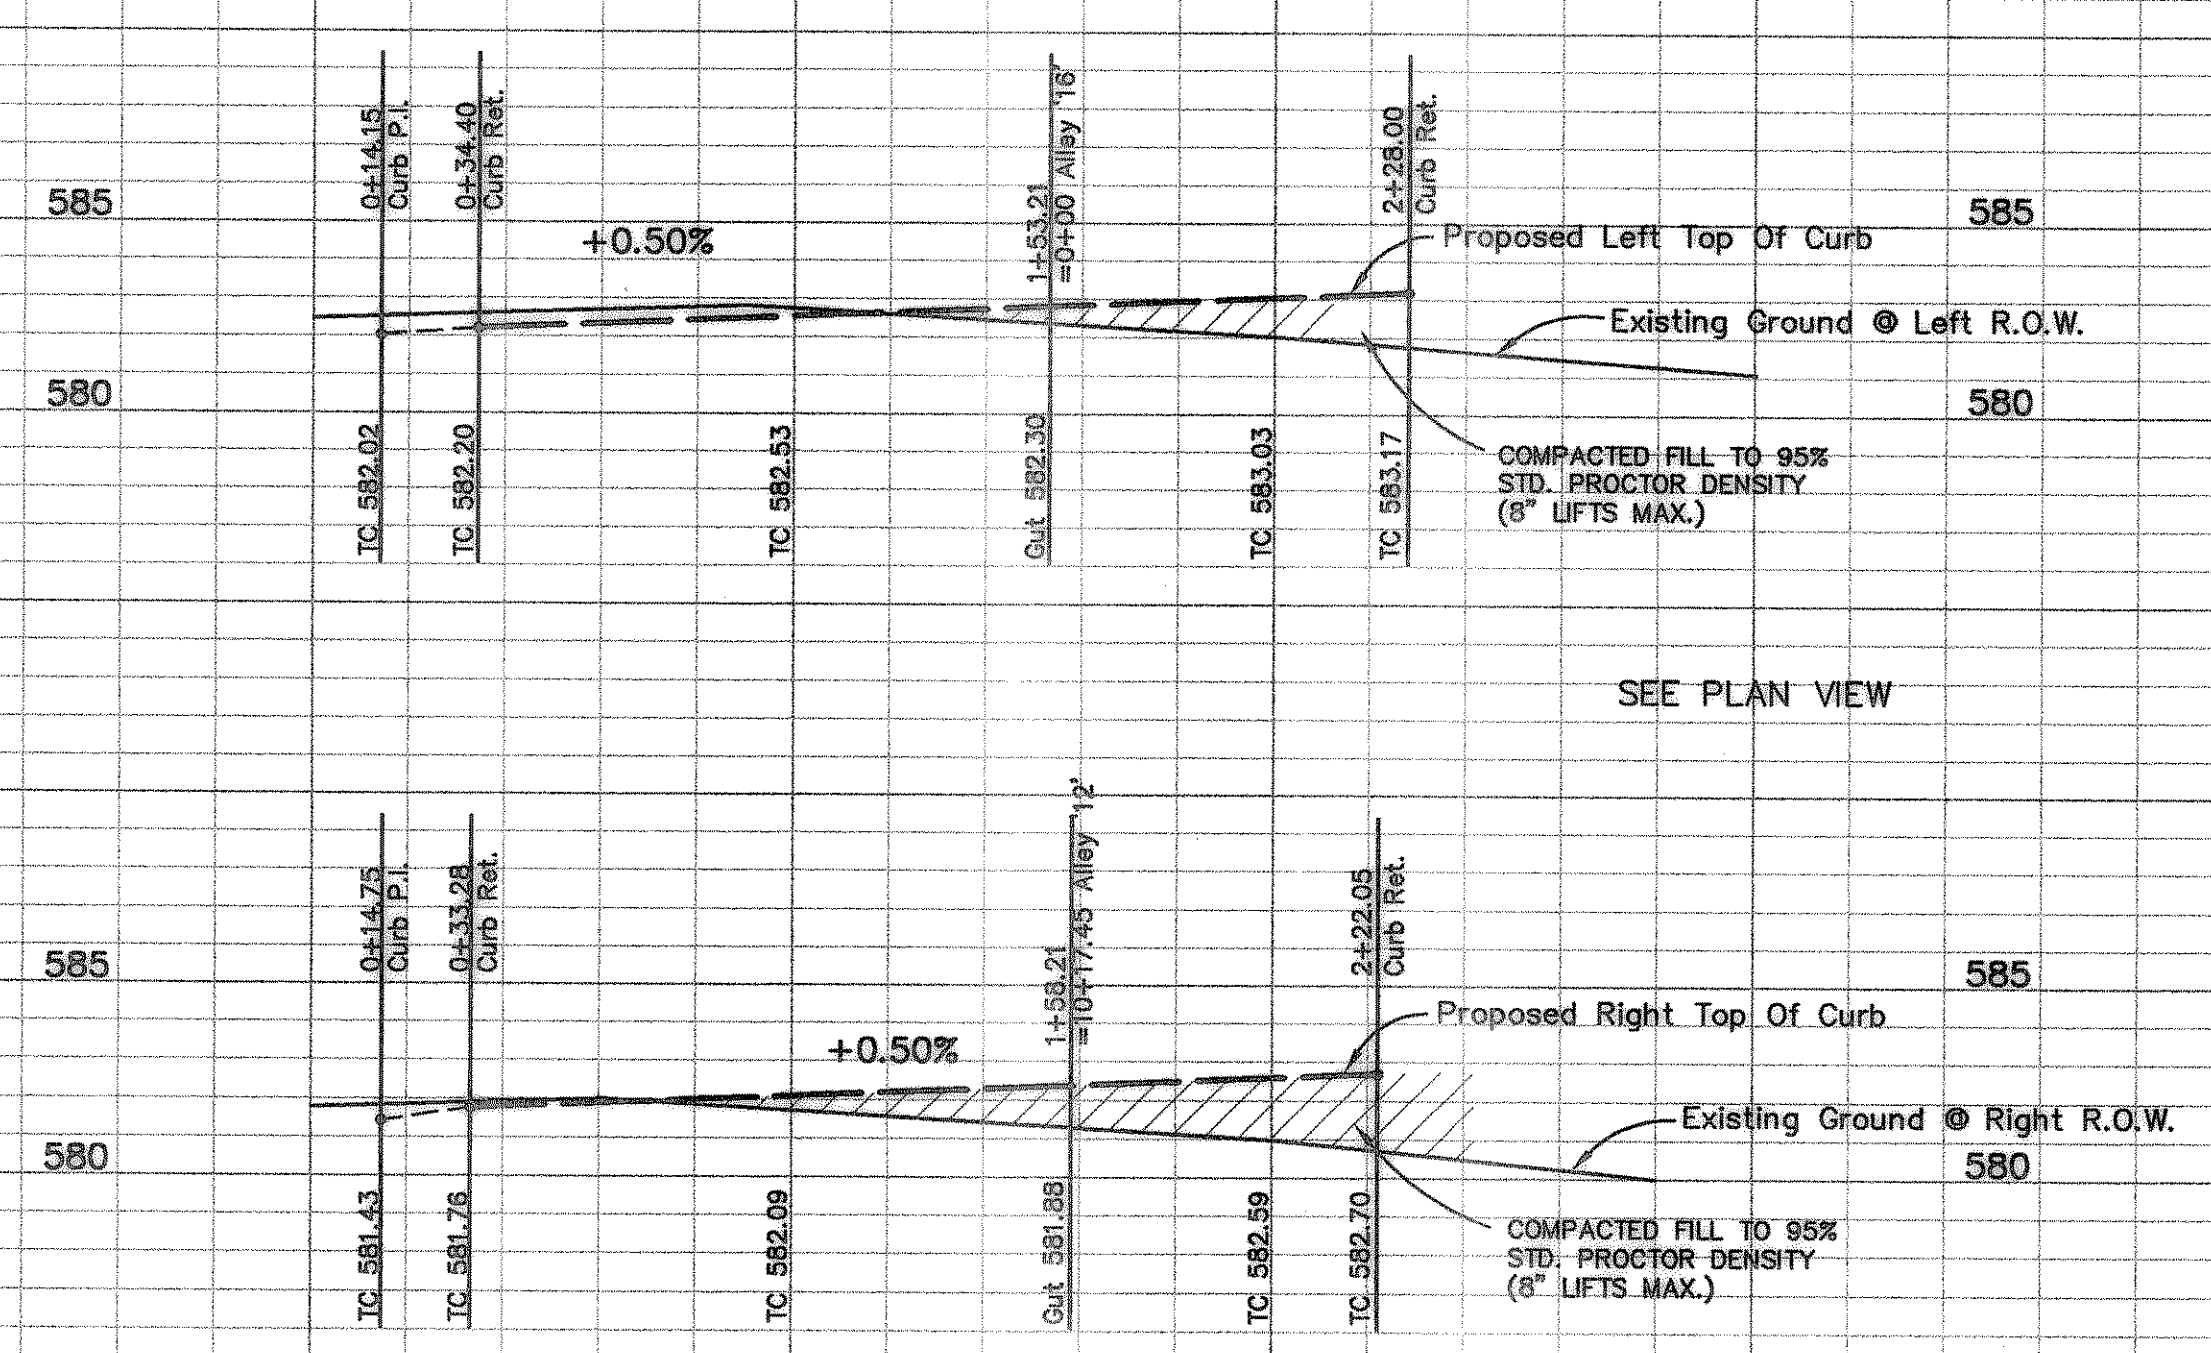 0+14.15
Curb P.I.
0+34.40
Curb Ret.
1+53.21
=0+00 Alley '16'
2+28.00
Curb Ret.
585
585
+0.50%
Proposed Left Top Of Curb
Existing Ground @ Left R.O.W.
580
580
TC 582.02
TC 582.20
TC 582.53
Gut 582.30
TC 583.03
TC 583.17
COMPACTED FILL TO 95%
STD. PROCTOR DENSITY
(8" LIFTS MAX.)
SEE PLAN VIEW
0+14.75
Curb P.I.
0+33.28
Curb Ret.
1+58.21
=10+17.45 Alley '12'
2+22.05
Curb Ret.
585
585
+0.50%
Proposed Right Top Of Curb
Existing Ground @ Right R.O.W.
580
580
TC 581.43
TC 581.76
TC 582.09
Gut 581.88
TC 582.59
TC 582.70
COMPACTED FILL TO 95%
STD. PROCTOR DENSITY
(8" LIFTS MAX.)